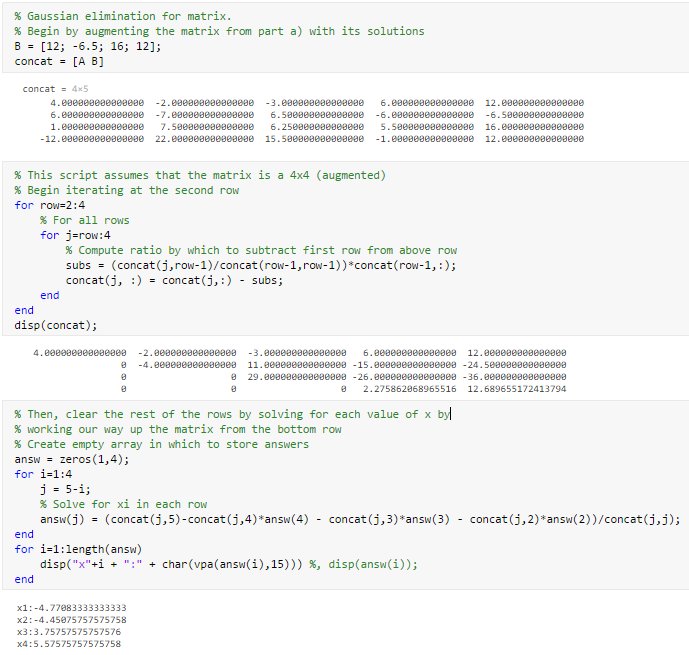 % Gaussian elimination for matrix.
% Begin by augmenting the matrix from part a) with its solutions
B = [12; -6.5; 16; 12];
concat = [A B]
concat = 4×5
4.000000000000000 -2.000000000000000 -3.000000000000000 6.000000000000000 12.000000000000000
6.000000000000000 -7.000000000000000 6.500000000000000 -6.000000000000000 -6.500000000000000
1.000000000000000 7.500000000000000 6.250000000000000 5.500000000000000 16.000000000000000
-12.000000000000000 22.000000000000000 15.500000000000000 -1.000000000000000 12.000000000000000
% This script assumes that the matrix is a 4x4 (augmented)
% Begin iterating at the second row
for row=2:4
% For all rows
for j=row:4
% Compute ratio by which to subtract first row from above row
subs = (concat(j,row-1)/concat(row-1,row-1))*concat(row-1,:);
concat(j, :) = concat(j,:) - subs;
end
end
disp(concat);
4.000000000000000 -2.000000000000000 -3.000000000000000 6.000000000000000 12.000000000000000
0 -4.000000000000000 11.000000000000000 -15.000000000000000 -24.500000000000000
0 0 29.000000000000000 -26.000000000000000 -36.000000000000000
0 0 0 2.275862068965516 12.689655172413794
% Then, clear the rest of the rows by solving for each value of x by
% working our way up the matrix from the bottom row
% Create empty array in which to store answers
answ = zeros(1,4);
for i=1:4
j = 5-i;
% Solve for xi in each row
answ(j) = (concat(j,5)-concat(j,4)*answ(4) - concat(j,3)*answ(3) - concat(j,2)*answ(2))/concat(j,j);
end
for i=1:length(answ)
disp("x"+i + ":" + char(vpa(answ(i),15))) %, disp(answ(i));
end
x1:-4.77083333333333
x2:-4.45075757575758
x3:3.75757575757576
x4:5.57575757575758